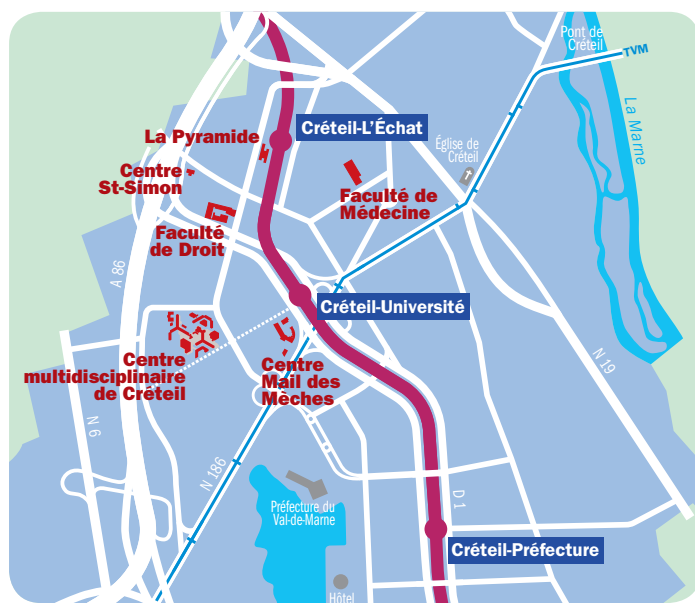 Pont de
Créteil
TVM
La Marne
Créteil-L'Échat
La Pyramide
Église de
Créteil
Centre
St-Simon
Faculté de
Médecine
Faculté
de Droit
A 86
Créteil-Université
Centre
multidisciplinaire
de Créteil
Centre
Mail des
Mèches
N 19
N 6
N 186
Préfecture du
Val-de-Marne
D 1
Créteil-Préfecture
Hôtel